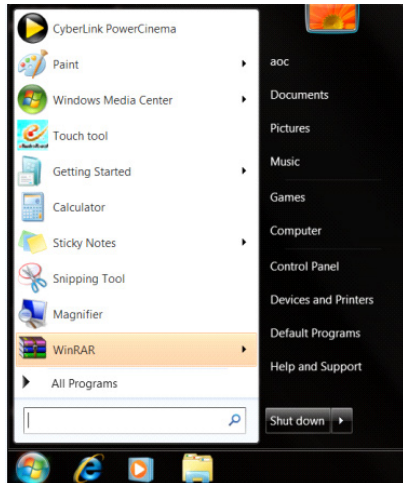 CyberLink PowerCinema
Paint
Windows Media Center
Touch tool
Getting Started
Calculator
Sticky Notes
Snipping Tool
Magnifier
WinRAR
All Programs
aoc
Documents
Pictures
Music
Games
Computer
Control Panel
Devices and Printers
Default Programs
Help and Support
Shut down